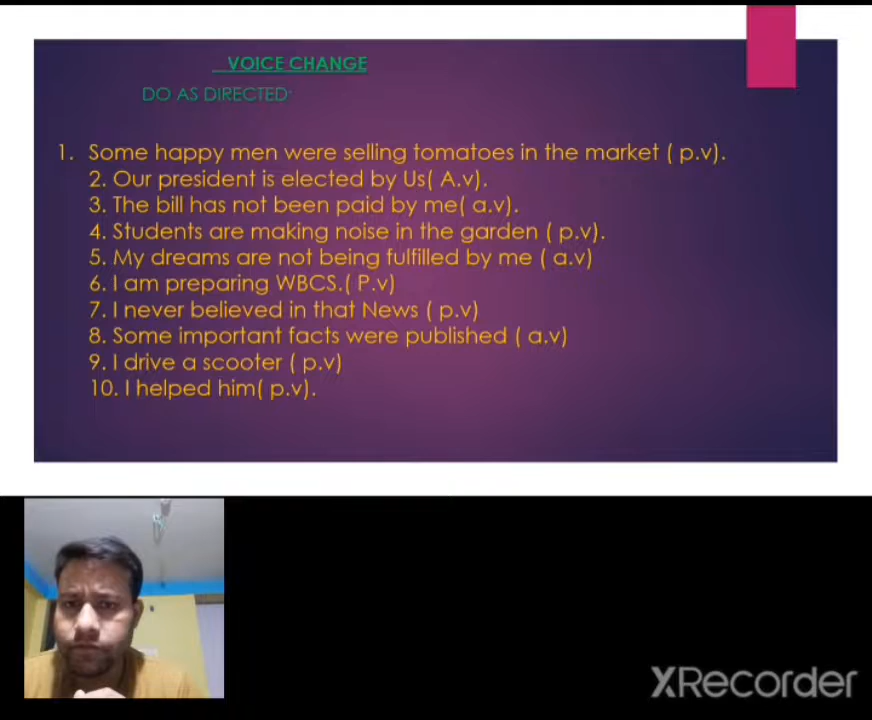 VOICE CHANGE
DO AS DIRECTED:
1. Some happy men were selling tomatoes in the market ( p.v).
2. Our president is elected by Us( A.v).
3. The bill has not been paid by me( a.v).
4. Students are making noise in the garden ( p.v).
5. My dreams are not being fulfilled by me ( a.v)
6. I am preparing WBCS.( P.v)
7. I never believed in that News ( p.v)
8. Some important facts were published ( a.v)
9. I drive a scooter ( p.v)
10. I helped him( p.v).
XRecorder